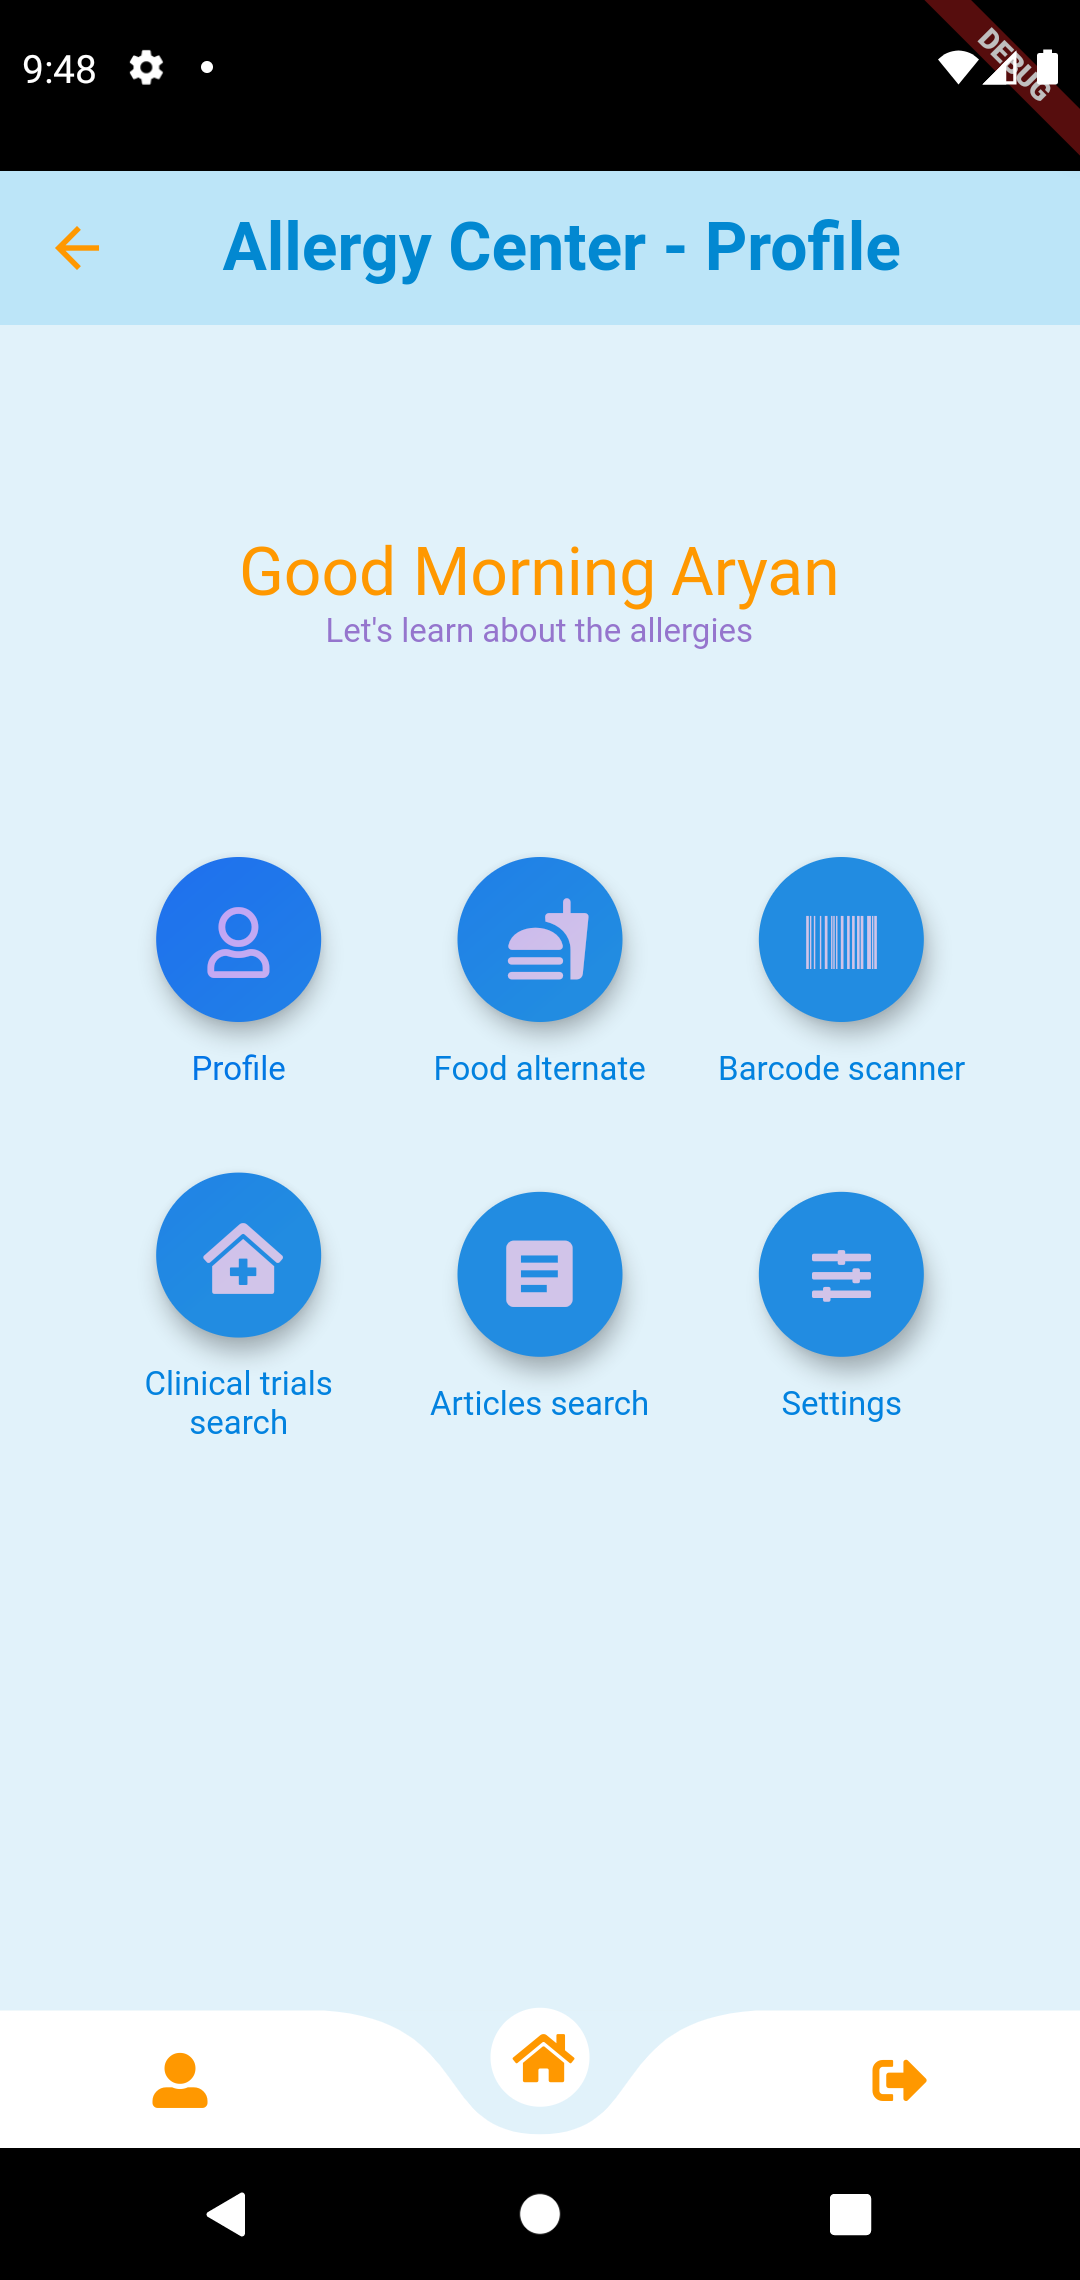 9:48
DEBUG
Allergy Center - Profile
Good Morning Aryan
Let's learn about the allergies
Profile
Food alternate
Barcode scanner
Clinical trials
search
Articles search
Settings